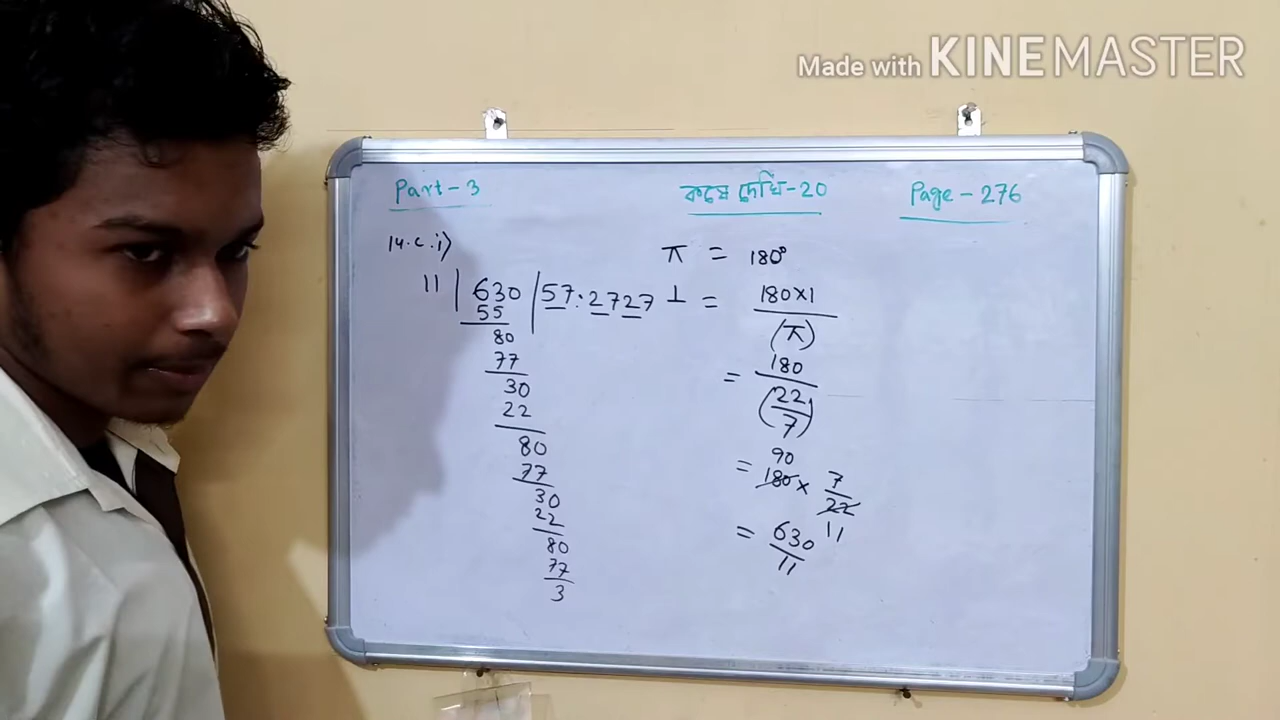 Made with KINEMASTER
Part-3 কষে দেখি-20 Page-276
14.c.i)
π = 180°
11 | 630 | 57.2727
55
80
77
30
22
80
77
30
22
80
77
3
1 = 180×1
(π)
= 180
(22
7)
90
= 180 × 7
22
11
= 630
11